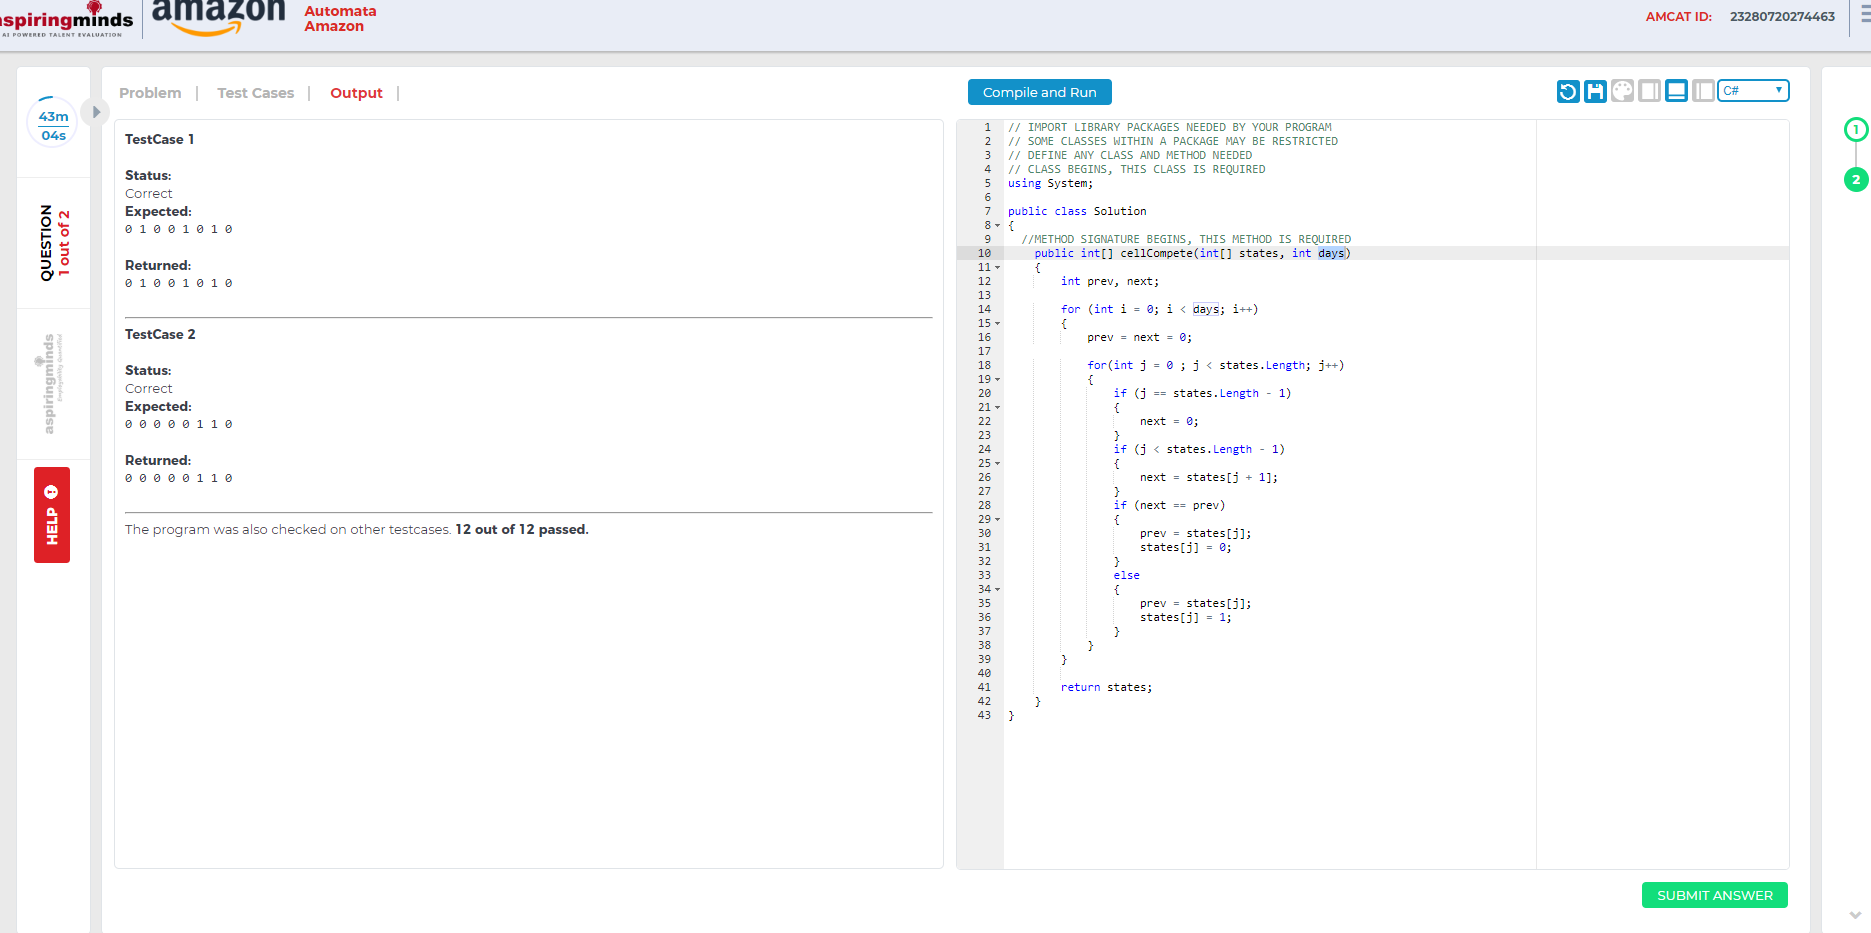 aspiringminds
AI POWERED TALENT EVALUATION
amazon
Automata
Amazon
AMCAT ID: 23280720274463
43m
04s
QUESTION
1 out of 2
aspiringminds
Employability Quantified
HELP
Problem | Test Cases | Output |
TestCase 1
Status:
Correct
Expected:
0 1 0 0 1 0 1 0
Returned:
0 1 0 0 1 0 1 0
TestCase 2
Status:
Correct
Expected:
0 0 0 0 0 1 1 0
Returned:
0 0 0 0 0 1 1 0
The program was also checked on other testcases. 12 out of 12 passed.
Compile and Run
C#
1 // IMPORT LIBRARY PACKAGES NEEDED BY YOUR PROGRAM
2 // SOME CLASSES WITHIN A PACKAGE MAY BE RESTRICTED
3 // DEFINE ANY CLASS AND METHOD NEEDED
4 // CLASS BEGINS, THIS CLASS IS REQUIRED
5 using System;
6
7 public class Solution
8 {
9 //METHOD SIGNATURE BEGINS, THIS METHOD IS REQUIRED
10 public int[] cellCompete(int[] states, int days)
11 {
12 int prev, next;
13
14 for (int i = 0; i < days; i++)
15 {
16 prev = next = 0;
17
18 for(int j = 0 ; j < states.Length; j++)
19 {
20 if (j == states.Length - 1)
21 {
22 next = 0;
23 }
24 if (j < states.Length - 1)
25 {
26 next = states[j + 1];
27 }
28 if (next == prev)
29 {
30 prev = states[j];
31 states[j] = 0;
32 }
33 else
34 {
35 prev = states[j];
36 states[j] = 1;
37 }
38 }
39 }
40
41 return states;
42 }
43 }
SUBMIT ANSWER
1
2